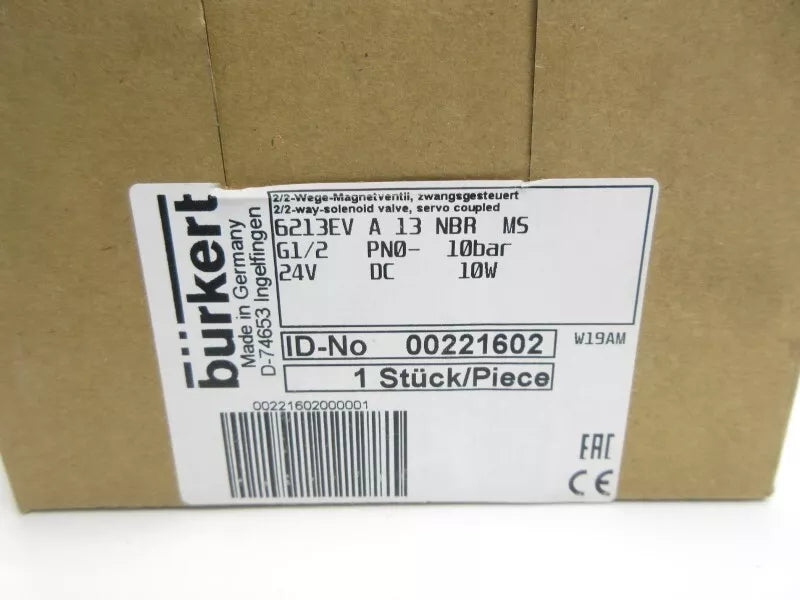 bürkert
Made in Germany
D-74653 Ingelfingen
2/2-Wege-Magnetventil, zwangsgesteuert
2/2-way-solenoid valve, servo coupled
6213EV A 13 NBR MS
G1/2 PN0- 10bar
24V DC 10W
ID-No 00221602
W19AM
1 Stück/Piece
00221602000001
EAC
CE